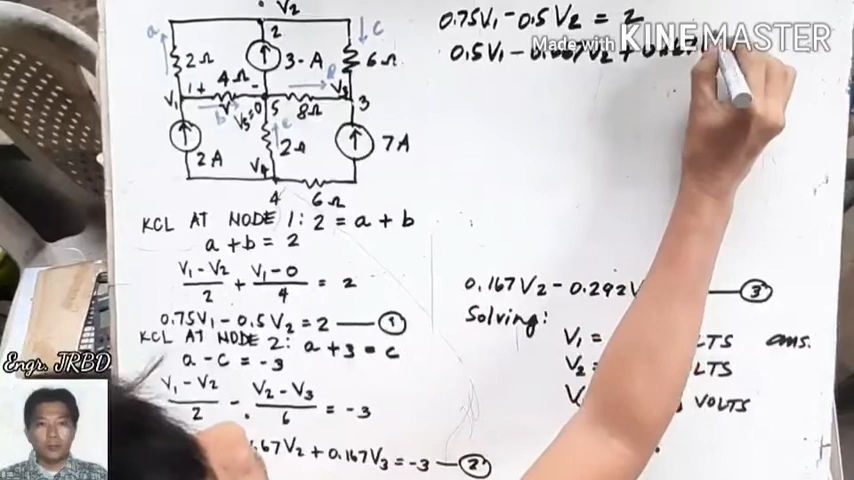 V2
a
2
c
2Ω
3-A
6Ω
4Ω
1
+
-
V1
b
V5=0
5
8Ω
V3
3
2A
e
2Ω
7A
V4
4
6Ω
KCL AT NODE 1: 2 = a + b
a + b = 2
V1-V2/2 + V1-0/4 = 2
0.75V1 - 0.5V2 = 2 — 1
KCL AT NODE 2: a + 3 = c
a - c = -3
V1-V2/2 - V2-V3/6 = -3
67V2 + 0.167V3 = -3 — 2
0.75V1 - 0.5V2 = 2
0.5V1 - 0.667V2 +
Made with KINEMASTER
0.167V2 - 0.292V — 3
Solving:
V1 = LTS ans.
V2 = LTS
V VOLTS
Engr. JRBD